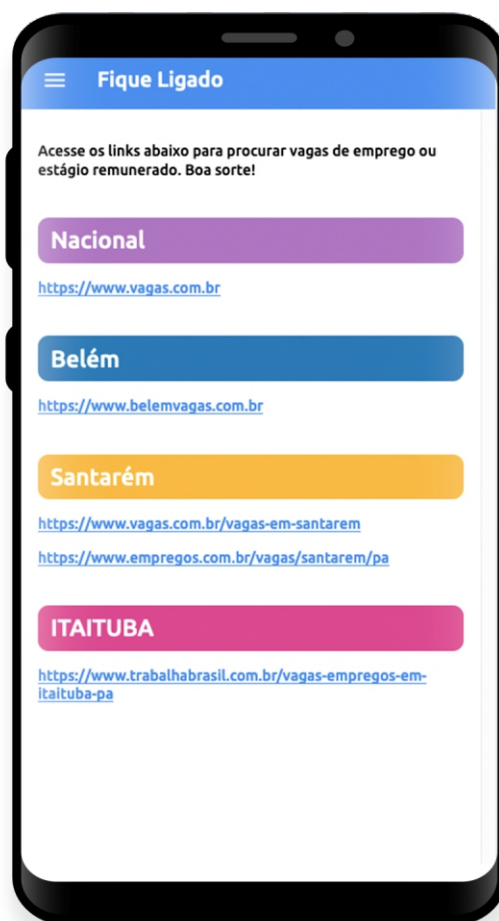 Fique Ligado
Acesse os links abaixo para procurar vagas de emprego ou
estágio remunerado. Boa sorte!
Nacional
https://www.vagas.com.br
Belém
https://www.belemvagas.com.br
Santarém
https://www.vagas.com.br/vagas-em-santarem
https://www.empregos.com.br/vagas/santarem/pa
ITAITUBA
https://www.trabalhabrasil.com.br/vagas-empregos-em-
itaituba-pa